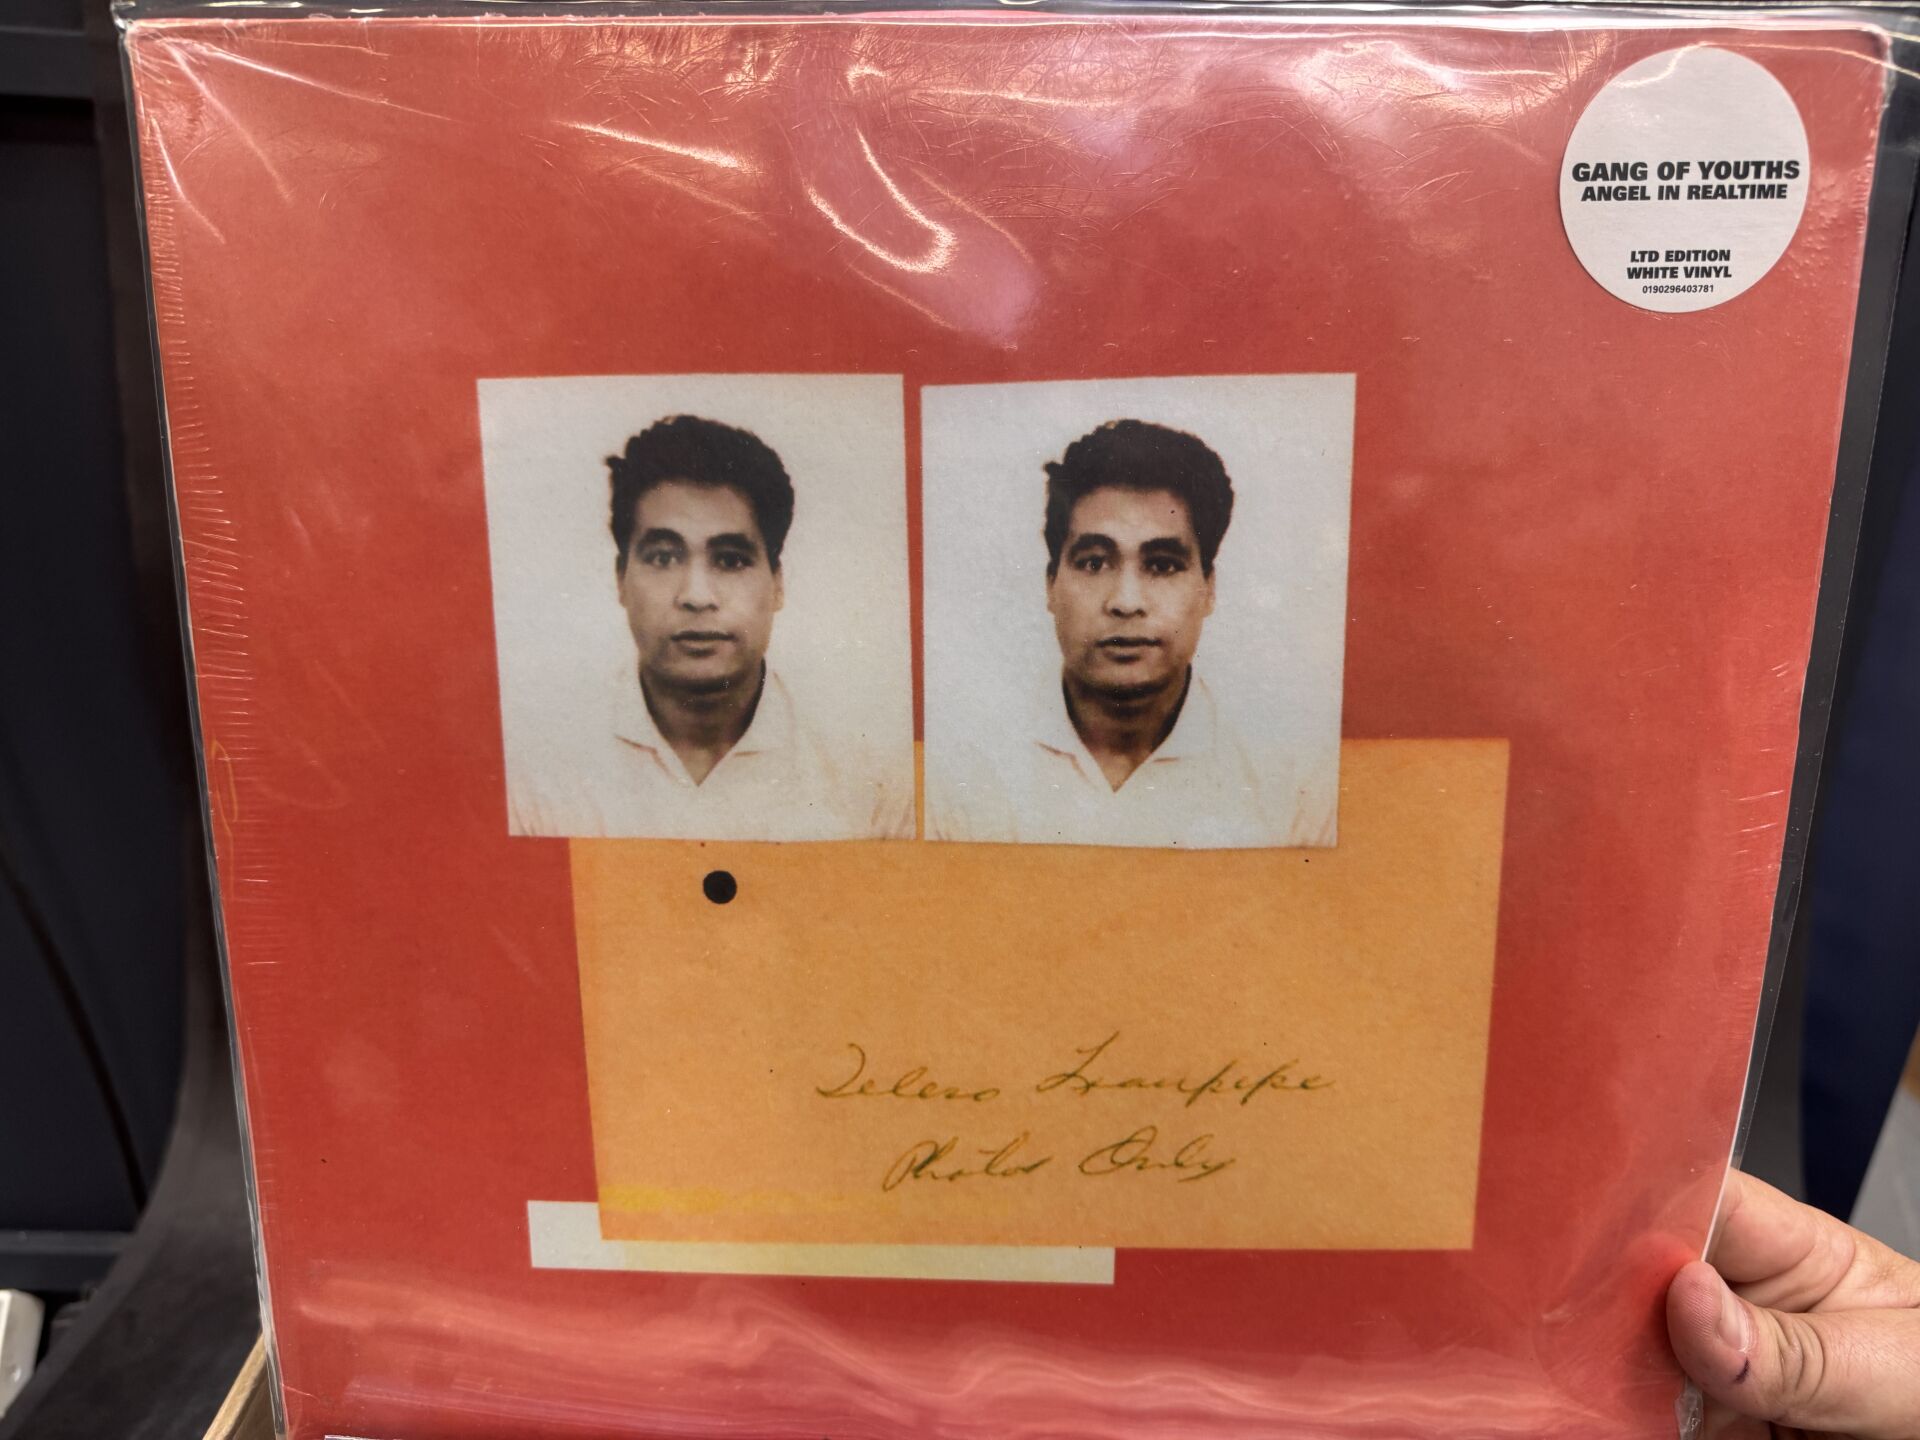 GANG OF YOUTHS
ANGEL IN REALTIME
LTD EDITION
WHITE VINYL
0190296403781
Teleso Leaupepe
Photos Only